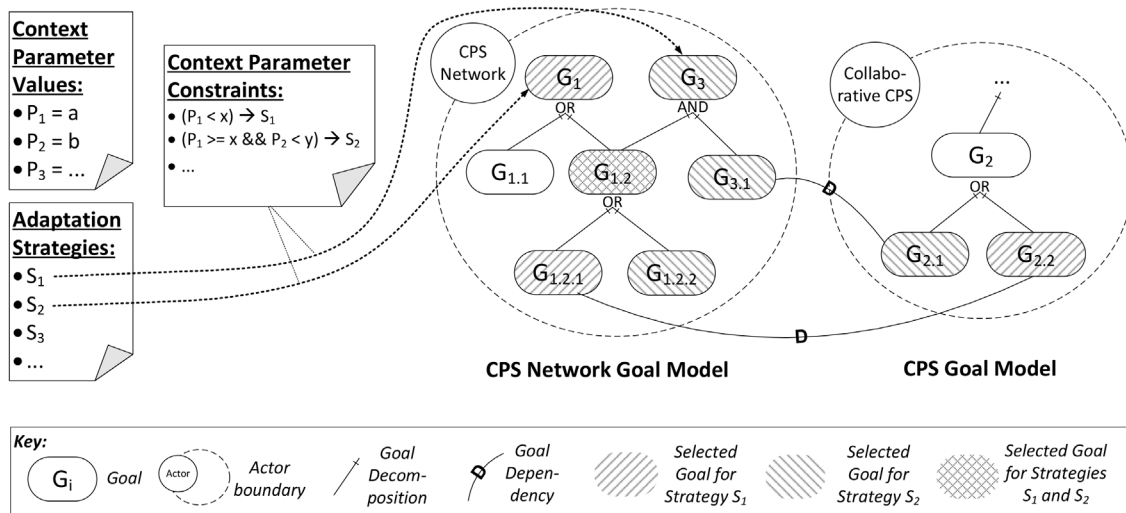 Context
Parameter
Values:
• P1 = a
• P2 = b
• P3 = ...
Context Parameter
Constraints:
• (P1 < x) → S1
• (P1 >= x && P2 < y) → S2
• ...
Adaptation
Strategies:
• S1
• S2
• S3
• ...
CPS
Network
G1
OR
G3
AND
G1.1
G1.2
OR
G3.1
G1.2.1
G1.2.2
D
D
Collabo-
rative CPS
...
G2
OR
G2.1
G2.2
CPS Network Goal Model
CPS Goal Model
Key:
Gi
Goal
Actor
Actor
boundary
Goal
Decom-
position
D
Goal
Depen-
dency
Selected
Goal for
Strategy S1
Selected
Goal for
Strategy S2
Selected Goal
for Strategies
S1 and S2